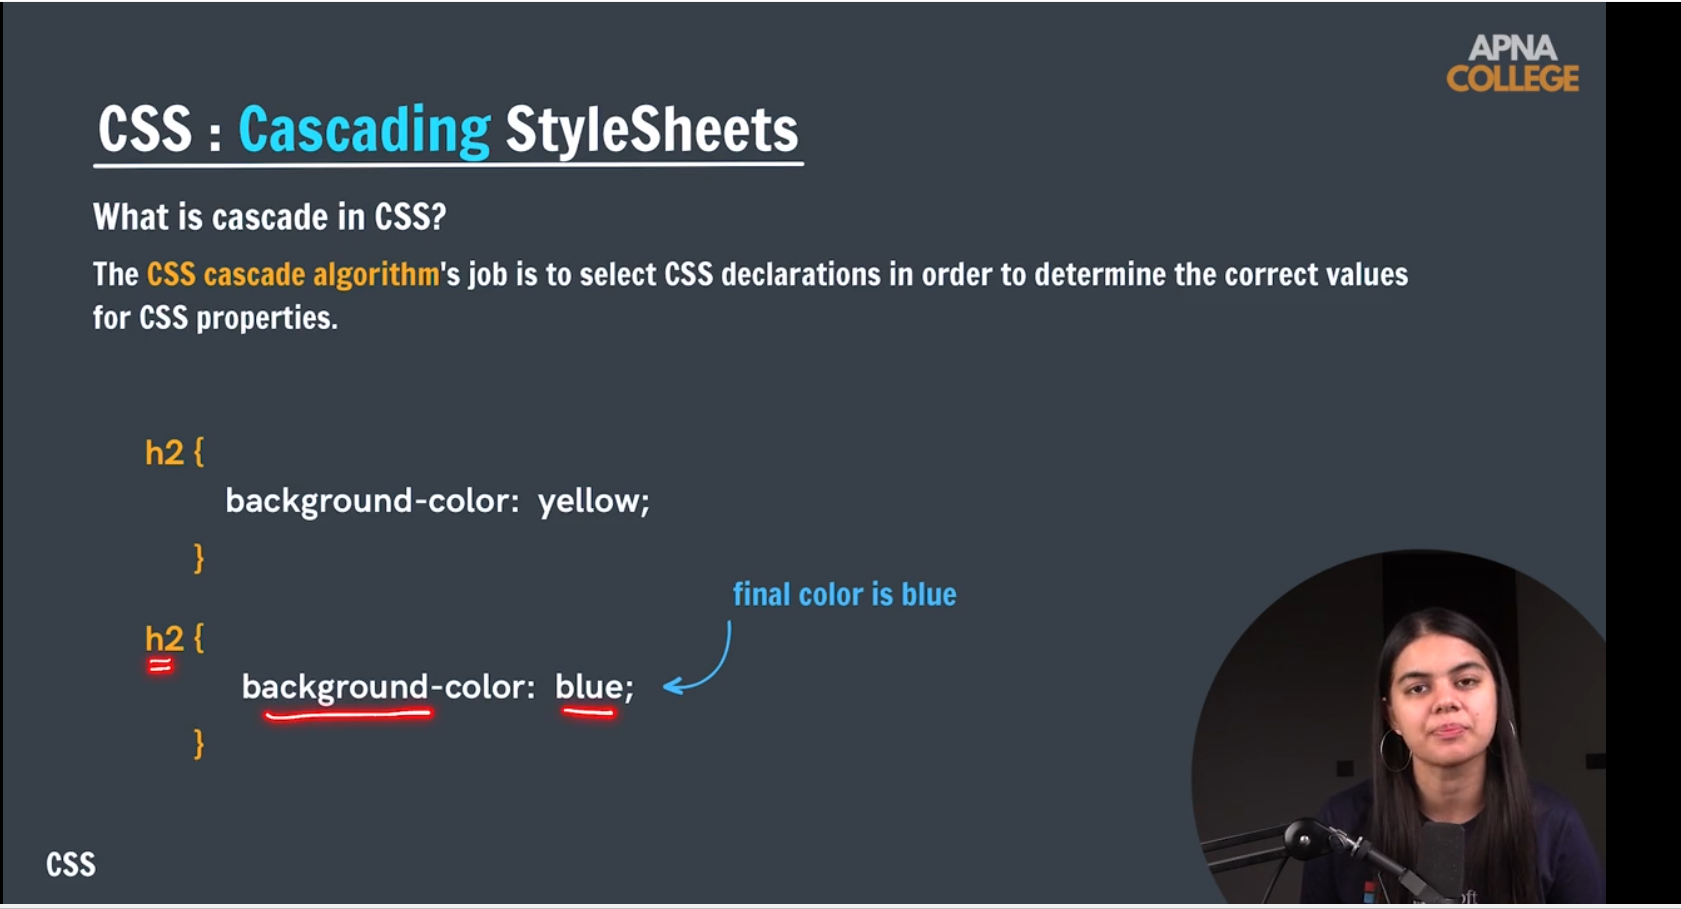 APNA
COLLEGE
CSS : Cascading StyleSheets
What is cascade in CSS?
The CSS cascade algorithm's job is to select CSS declarations in order to determine the correct values
for CSS properties.
h2 {
background-color: yellow;
}
final color is blue
h2 {
background-color: blue;
}
CSS